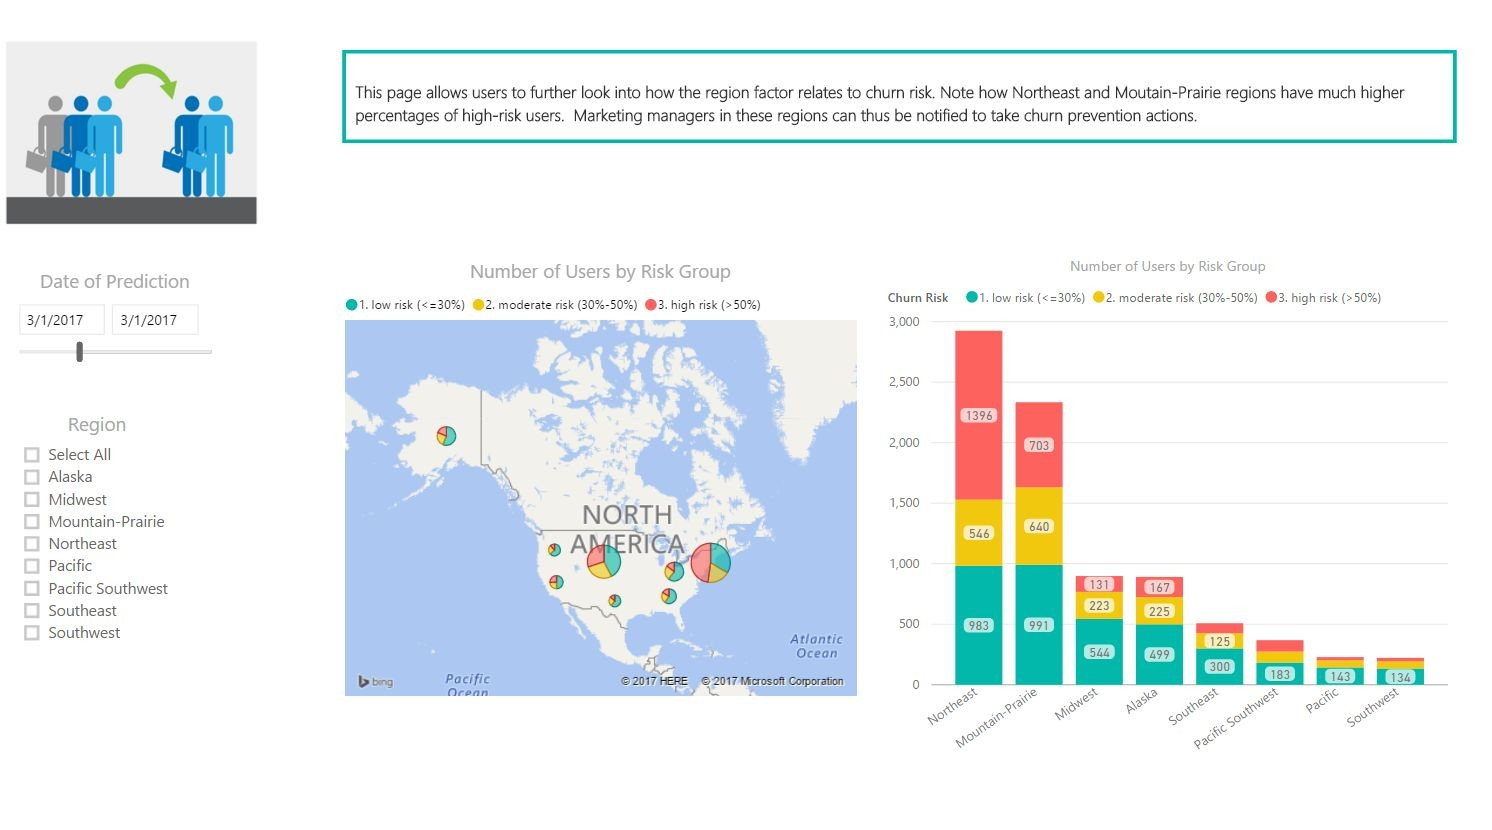 This page allows users to further look into how the region factor relates to churn risk. Note how Northeast and Moutain-Prairie regions have much higher
percentages of high-risk users. Marketing managers in these regions can thus be notified to take churn prevention actions.
Date of Prediction
3/1/2017 3/1/2017
Region
Select All
Alaska
Midwest
Mountain-Prairie
Northeast
Pacific
Pacific Southwest
Southeast
Southwest
Number of Users by Risk Group
1. low risk (<=30%) 2. moderate risk (30%-50%) 3. high risk (>50%)
NORTH
AMERICA
Atlantic
Ocean
Pacific
Ocean
bing
© 2017 HERE © 2017 Microsoft Corporation
Number of Users by Risk Group
Churn Risk 1. low risk (<=30%) 2. moderate risk (30%-50%) 3. high risk (>50%)
3,000
2,500
2,000
1,500
1,000
500
0
1396
546
983
703
640
991
131
223
544
167
225
499
125
300
183
143
134
Northeast
Mountain-Prairie
Midwest
Alaska
Southeast
Pacific Southwest
Pacific
Southwest